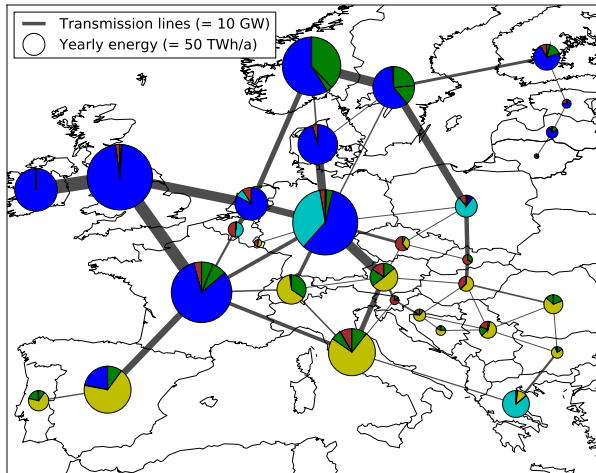 Transmission lines (= 10 GW)
Yearly energy (= 50 TWh/a)